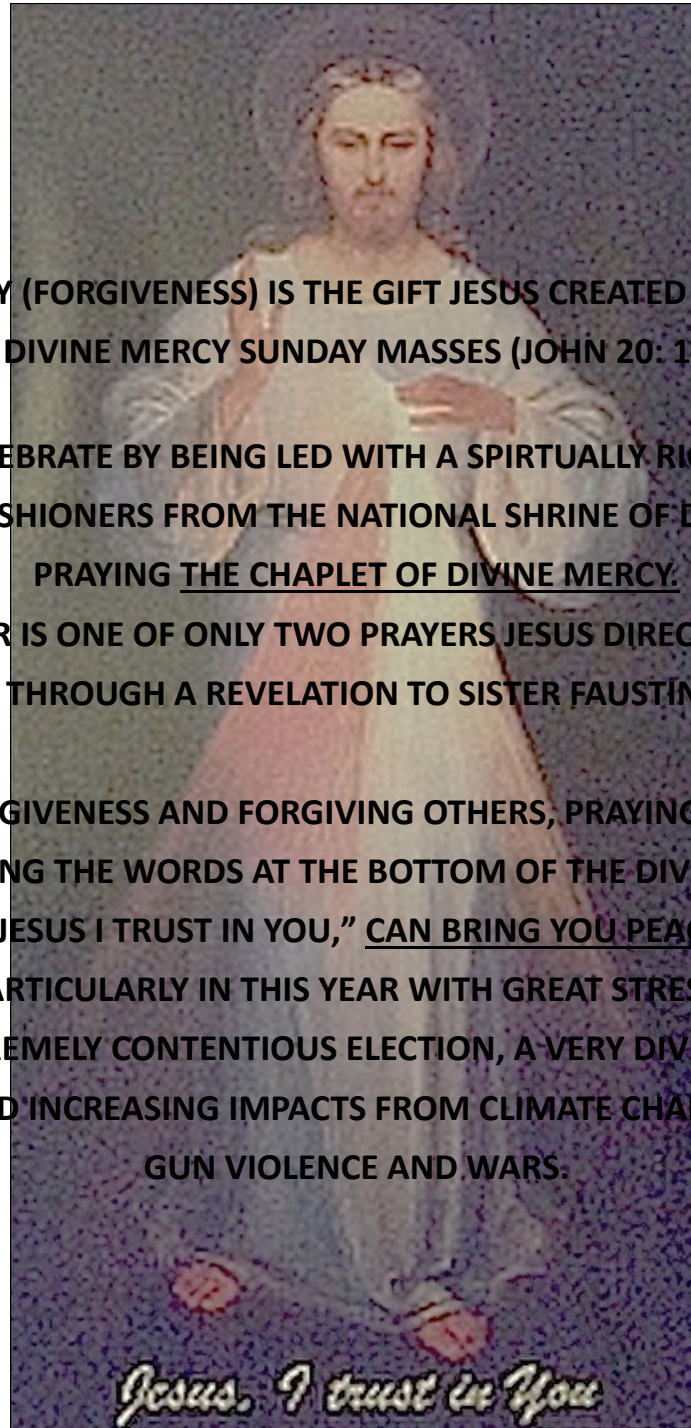 Y (FORGIVENESS) IS THE GIFT JESUS CREATED
DIVINE MERCY SUNDAY MASSES (JOHN 20: 1
EBRATE BY BEING LED WITH A SPIRTUALLY RI
SHIONERS FROM THE NATIONAL SHRINE OF D
PRAYING THE CHAPLET OF DIVINE MERCY.
R IS ONE OF ONLY TWO PRAYERS JESUS DIREC
THROUGH A REVELATION TO SISTER FAUSTIN
GIVENESS AND FORGIVING OTHERS, PRAYING
NG THE WORDS AT THE BOTTOM OF THE DIV
JESUS I TRUST IN YOU,” CAN BRING YOU PEA
ARTICULARLY IN THIS YEAR WITH GREAT STRES
EMELY CONTENTIOUS ELECTION, A VERY DIV
D INCREASING IMPACTS FROM CLIMATE CHA
GUN VIOLENCE AND WARS.
Jesus, I trust in You